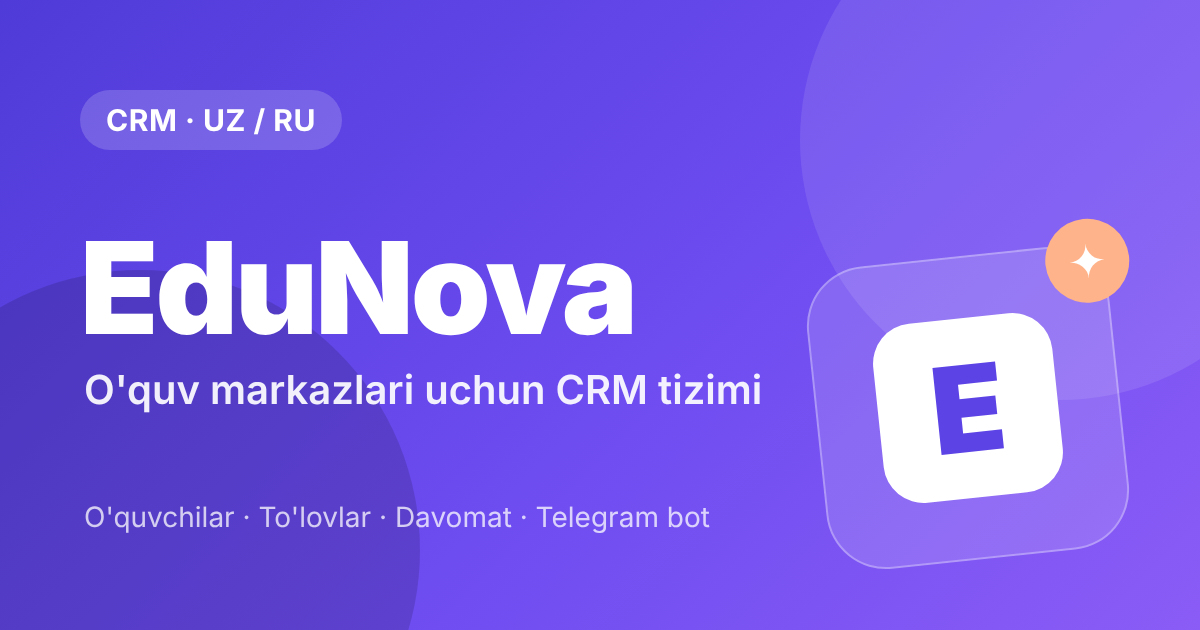 CRM · UZ / RU
EduNova
O'quv markazlari uchun CRM tizimi
O'quvchilar · To'lovlar · Davomat · Telegram bot
E